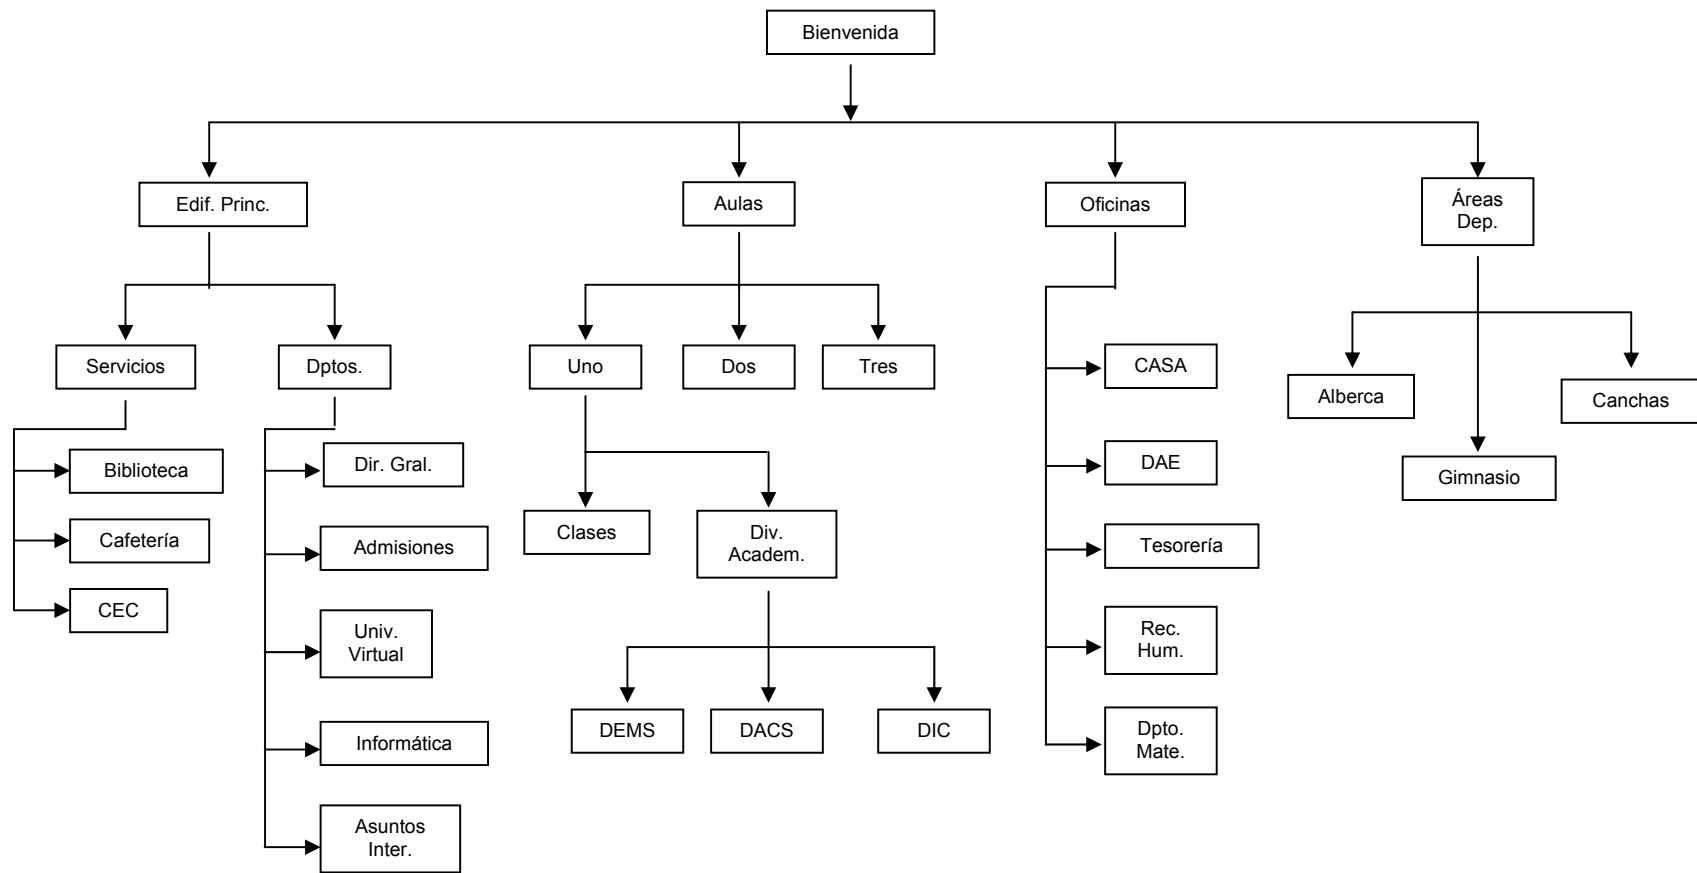 Bienvenida
Edif. Princ.
Aulas
Oficinas
Áreas
Dep.
Servicios
Dptos.
Uno
Dos
Tres
CASA
Alberca
Canchas
Biblioteca
Dir. Gral.
DAE
Gimnasio
Cafetería
Admisiones
Clases
Div.
Academ.
Tesorería
CEC
Univ.
Virtual
Rec.
Hum.
Informática
DEMS
DACS
DIC
Dpto.
Mate.
Asuntos
Inter.